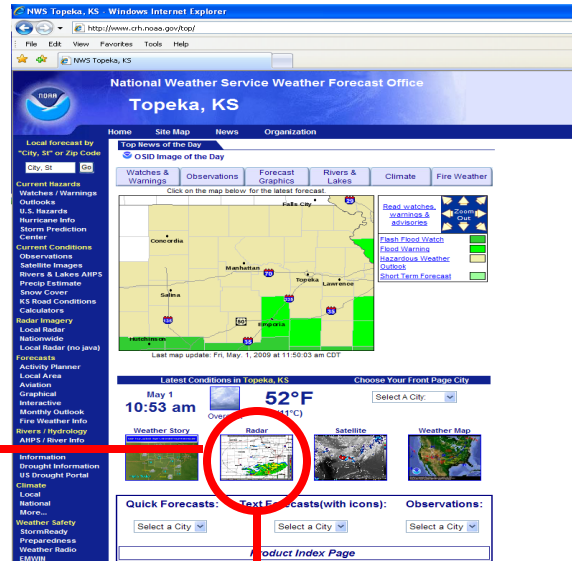 NWS Topeka, KS - Windows Internet Explorer
http://www.crh.noaa.gov/top/
File Edit View Favorites Tools Help
NWS Topeka, KS
NOAA
National Weather Service Weather Forecast Office
Topeka, KS
Home Site Map News Organization
Local forecast by
"City, St" or Zip Code
City, St Go
Current Hazards
Watches / Warnings
Outlooks
U.S. Hazards
Hurricane Info
Storm Prediction
Center
Current Conditions
Observations
Satellite Images
Rivers & Lakes AHPS
Precip Estimate
Snow Cover
KS Road Conditions
Calculators
Radar Imagery
Local Radar
Nationwide
Local Radar (no java)
Forecasts
Activity Planner
Local Area
Aviation
Graphical
Interactive
Monthly Outlook
Fire Weather Info
Rivers / Hydrology
AHPS / River Info
Information
Drought Information
US Drought Portal
Climate
Local
National
More...
Weather Safety
StormReady
Preparedness
Weather Radio
EMWIN
Top News of the Day
OSID Image of the Day
Watches &
Warnings
Observations
Forecast
Graphics
Rivers &
Lakes
Climate
Fire Weather
Click on the map below for the latest forecast.
Falls City
29
Concordia
Manhattan
70
Topeka
Lawrence
Salina
335
135
50
Emporia
35
Hutchinson
35
Read watches,
warnings &
advisories
Zoom
Out
Flash Flood Watch
Flood Warning
Hazardous Weather
Outlook
Short Term Forecast
Last map update: Fri, May. 1, 2009 at 11:50:03 am CDT
Latest Conditions in Topeka, KS Choose Your Front Page City
May 1
10:53 am
52°F
(11°C)
Select A City:
Weather Story Radar Satellite Weather Map
Quick Forecasts: Text Forecasts(with icons): Observations:
Select a City Select a City Select a City
Product Index Page